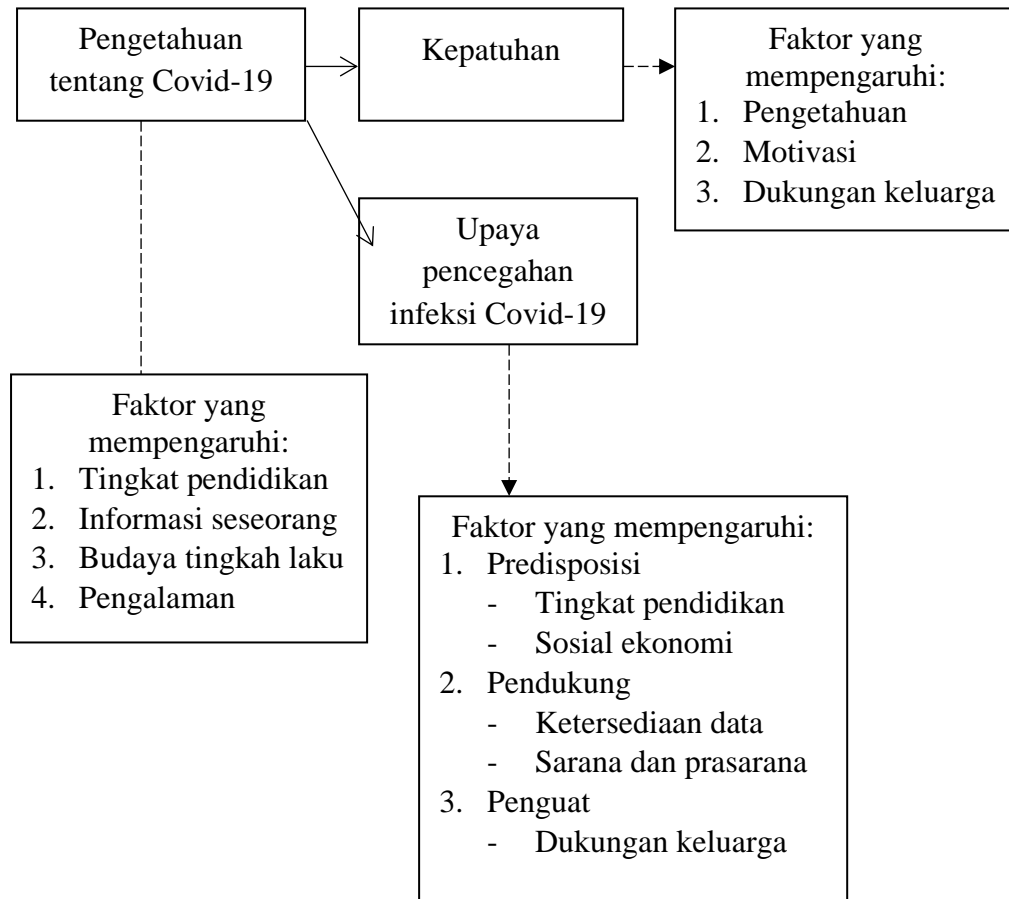 Pengetahuan
tentang Covid-19
Kepatuhan
Faktor yang
mempengaruhi:
1. Pengetahuan
2. Motivasi
3. Dukungan keluarga
Upaya
pencegahan
infeksi Covid-19
Faktor yang
mempengaruhi:
1. Tingkat pendidikan
2. Informasi seseorang
3. Budaya tingkah laku
4. Pengalaman
Faktor yang mempengaruhi:
1. Predisposisi
- Tingkat pendidikan
- Sosial ekonomi
2. Pendukung
- Ketersediaan data
- Sarana dan prasarana
3. Penguat
- Dukungan keluarga